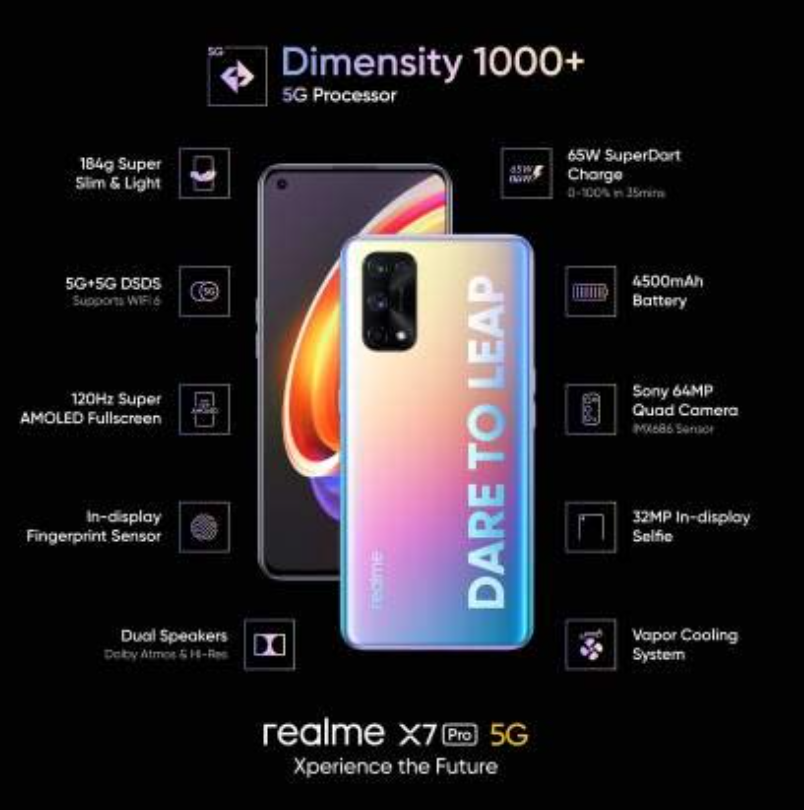 5G
Dimensity 1000+
5G Processor
184g Super
Slim & Light
65W SuperDart
Charge
0-100% in 35mins
5G+5G DSDS
Supports WIFI 6
4500mAh
Battery
120Hz Super
AMOLED Fullscreen
Sony 64MP
Quad Camera
IMX686 Sensor
In-display
Fingerprint Sensor
32MP In-display
Selfie
Dual Speakers
Dolby Atmos & Hi-Res
Vapor Cooling
System
DARE TO LEAP
realme
realme X7 Pro 5G
Xperience the Future